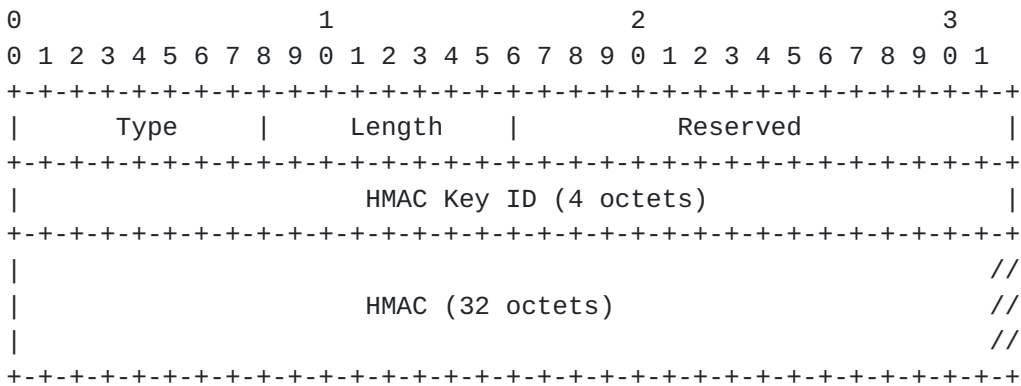 0                   1                   2                   3
0 1 2 3 4 5 6 7 8 9 0 1 2 3 4 5 6 7 8 9 0 1 2 3 4 5 6 7 8 9 0 1
+-+-+-+-+-+-+-+-+-+-+-+-+-+-+-+-+-+-+-+-+-+-+-+-+-+-+-+-+-+-+-+-+
|      Type     |     Length    |          Reserved             |
+-+-+-+-+-+-+-+-+-+-+-+-+-+-+-+-+-+-+-+-+-+-+-+-+-+-+-+-+-+-+-+-+
|                      HMAC Key ID (4 octets)                   |
+-+-+-+-+-+-+-+-+-+-+-+-+-+-+-+-+-+-+-+-+-+-+-+-+-+-+-+-+-+-+-+-+
|                                                              //
|                      HMAC (32 octets)                        //
|                                                              //
+-+-+-+-+-+-+-+-+-+-+-+-+-+-+-+-+-+-+-+-+-+-+-+-+-+-+-+-+-+-+-+-+